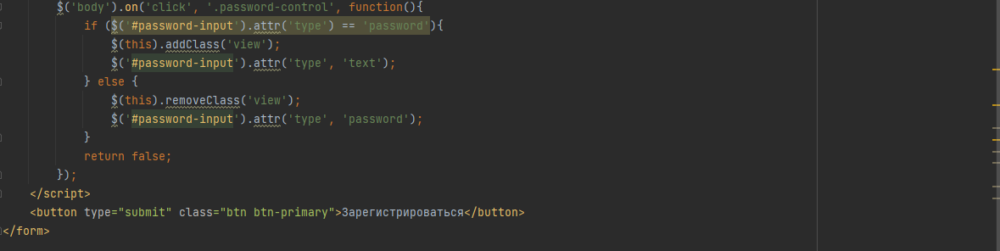 $('body').on('click', '.password-control', function(){
if ($('#password-input').attr('type') == 'password'){
$(this).addClass('view');
$('#password-input').attr('type', 'text');
} else {
$(this).removeClass('view');
$('#password-input').attr('type', 'password');
}
return false;
});
</script>
<button type="submit" class="btn btn-primary">Зарегистрироваться</button>
</form>